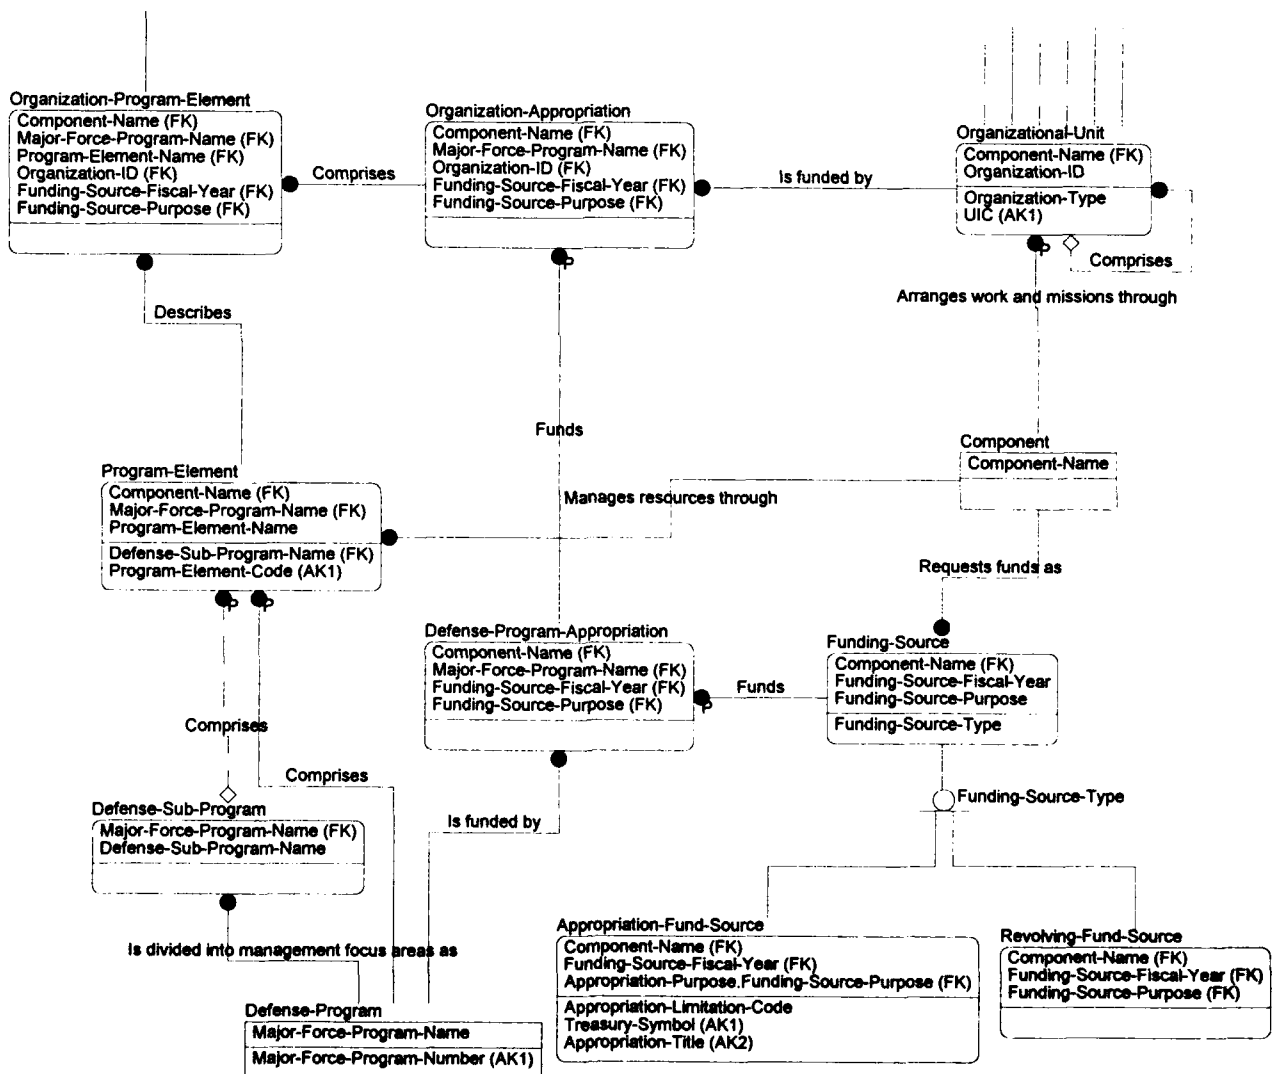 Organization-Program-Element
Component-Name (FK)
Major-Force-Program-Name (FK)
Program-Element-Name (FK)
Organization-ID (FK)
Funding-Source-Fiscal-Year (FK)
Funding-Source-Purpose (FK)
Comprises
Organization-Appropriation
Component-Name (FK)
Major-Force-Program-Name (FK)
Organization-ID (FK)
Funding-Source-Fiscal-Year (FK)
Funding-Source-Purpose (FK)
Is funded by
Organizational-Unit
Component-Name (FK)
Organization-ID
Organization-Type
UIC (AK1)
P
Comprises
P
Describes
Arranges work and missions through
Funds
Component
Component-Name
Program-Element
Component-Name (FK)
Major-Force-Program-Name (FK)
Program-Element-Name
Defense-Sub-Program-Name (FK)
Program-Element-Code (AK1)
Manages resources through
Requests funds as
P
P
Defense-Program-Appropriation
Component-Name (FK)
Major-Force-Program-Name (FK)
Funding-Source-Fiscal-Year (FK)
Funding-Source-Purpose (FK)
Funds
P
Funding-Source
Component-Name (FK)
Funding-Source-Fiscal-Year
Funding-Source-Purpose
Funding-Source-Type
Comprises
Comprises
Funding-Source-Type
Defense-Sub-Program
Major-Force-Program-Name (FK)
Defense-Sub-Program-Name
Is funded by
Is divided into management focus areas as
Appropriation-Fund-Source
Component-Name (FK)
Funding-Source-Fiscal-Year (FK)
Appropriation-Purpose.Funding-Source-Purpose (FK)
Appropriation-Limitation-Code
Treasury-Symbol (AK1)
Appropriation-Title (AK2)
Revolving-Fund-Source
Component-Name (FK)
Funding-Source-Fiscal-Year (FK)
Funding-Source-Purpose (FK)
Defense-Program
Major-Force-Program-Name
Major-Force-Program-Number (AK1)